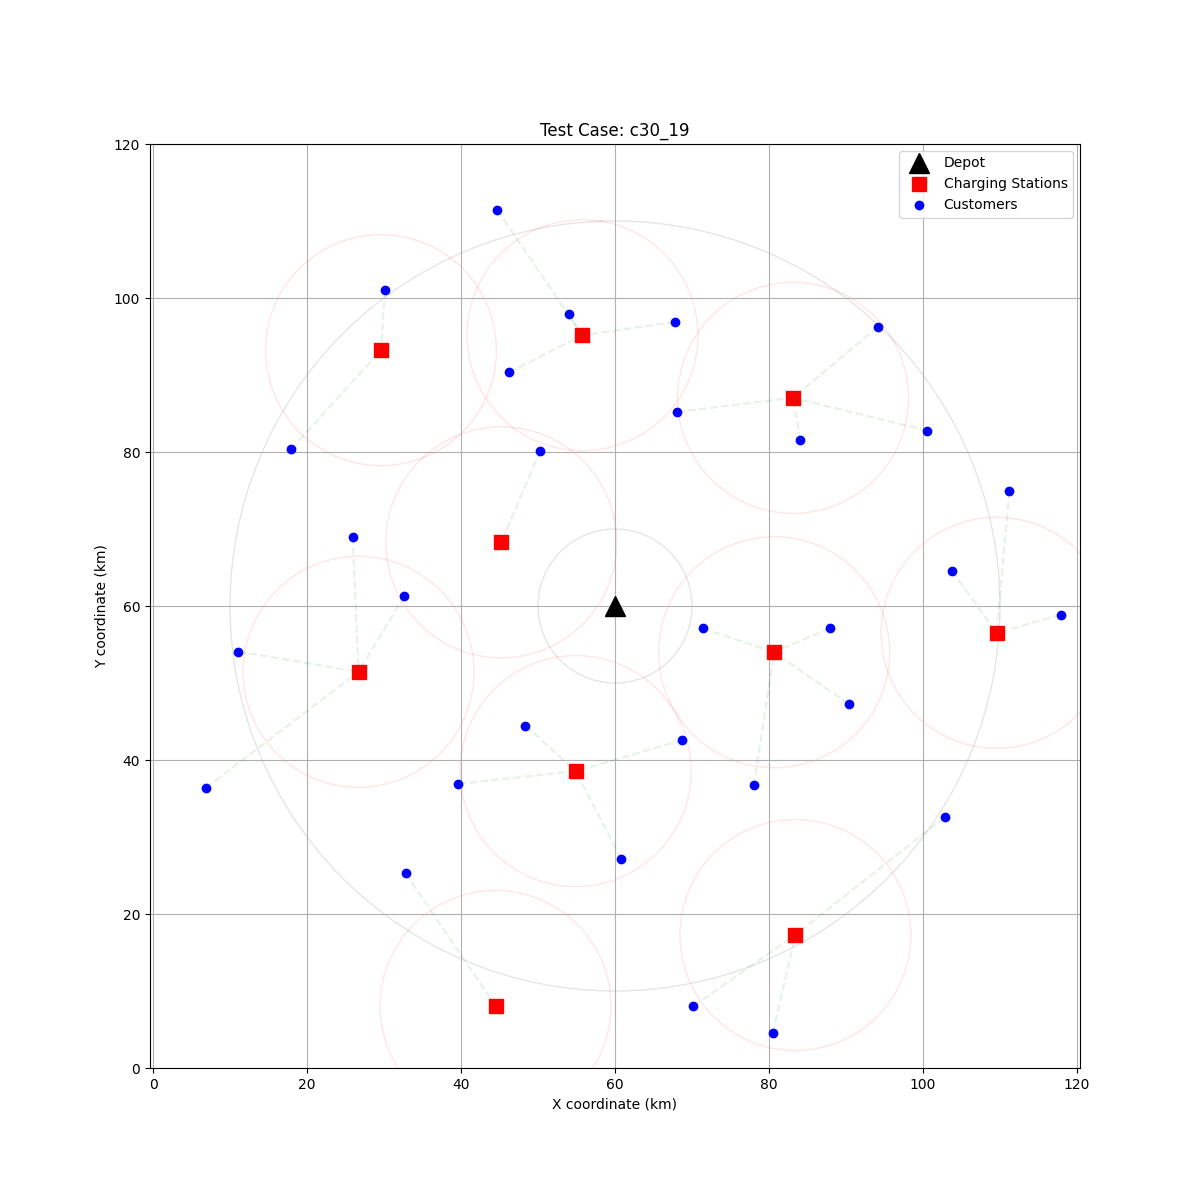 Test Case: c30_19
Depot
Charging Stations
Customers
Y coordinate (km)
120
100
80
60
40
20
0
0 20 40 60 80 100 120
X coordinate (km)